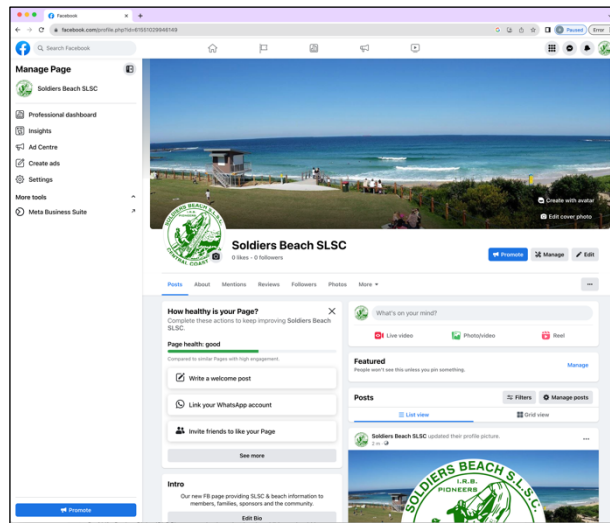 Facebook
facebook.com/profile.php?id=61551029946149
Paused
Error
Search Facebook
Manage Page
Soldiers Beach SLSC
Professional dashboard
Insights
Ad Centre
Create ads
Settings
More tools
Meta Business Suite
Promote
Create with avatar
Edit cover photo
SOLDIERS BEACH S.L.S.C.
I.R.B.
PIONEERS
CENTRAL COAST
Soldiers Beach SLSC
0 likes • 0 followers
Promote
Manage
Edit
Posts
About
Mentions
Reviews
Followers
Photos
More
How healthy is your Page?
Complete these actions to keep improving Soldiers Beach
SLSC.
Page health: good
Compared to similar Pages with high engagement.
Write a welcome post
Link your WhatsApp account
Invite friends to like your Page
See more
Intro
Our new FB page providing SLSC & beach information to
members, families, sponsors and the community.
Edit Bio
What's on your mind?
Live video
Photo/video
Reel
Featured
People won't see this unless you pin something.
Manage
Posts
Filters
Manage posts
List view
Grid view
Soldiers Beach SLSC updated their profile picture.
2 m
SOLDIERS BEACH S.L.S.C.
I.R.B.
PIONEERS